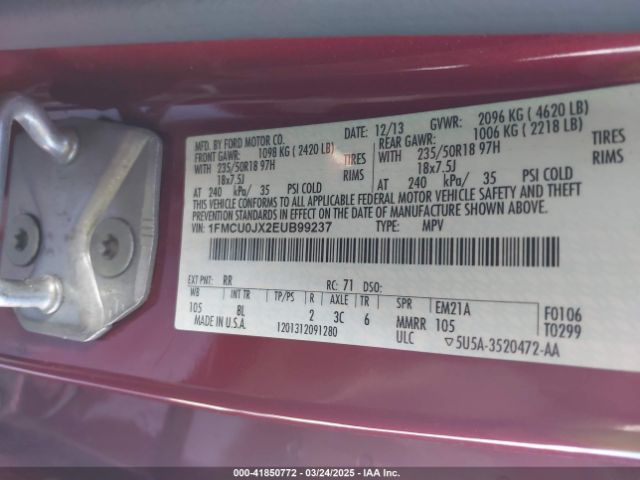 MFD. BY FORD MOTOR CO.
DATE: 12/13 GVWR: 2096 KG ( 4620 LB)
FRONT GAWR: 1098 KG ( 2420 LB)
REAR GAWR: 1006 KG ( 2218 LB)
WITH 235/50R18 97H TIRES
WITH 235/50R18 97H TIRES
18x7.5J RIMS
18x7.5J RIMS
AT 240 kPa/ 35 PSI COLD
AT 240 kPa/ 35 PSI COLD
THIS VEHICLE CONFORMS TO ALL APPLICABLE FEDERAL MOTOR VEHICLE SAFETY AND THEFT
PREVENTION STANDARDS IN EFFECT ON THE DATE OF MANUFACTURE SHOWN ABOVE.
VIN: 1FMCU0JX2EUB99237 TYPE: MPV
EXT PNT: RR RC: 71 DSO:
WB INT TR TP/PS R AXLE TR SPR EM21A F0106
105 BL 2 3C 6 MMRR 105 T0299
MADE IN U.S.A. 1201312091280 ULC ▽5U5A-3520472-AA
000-41850772 — 03/24/2025 — IAA Inc.